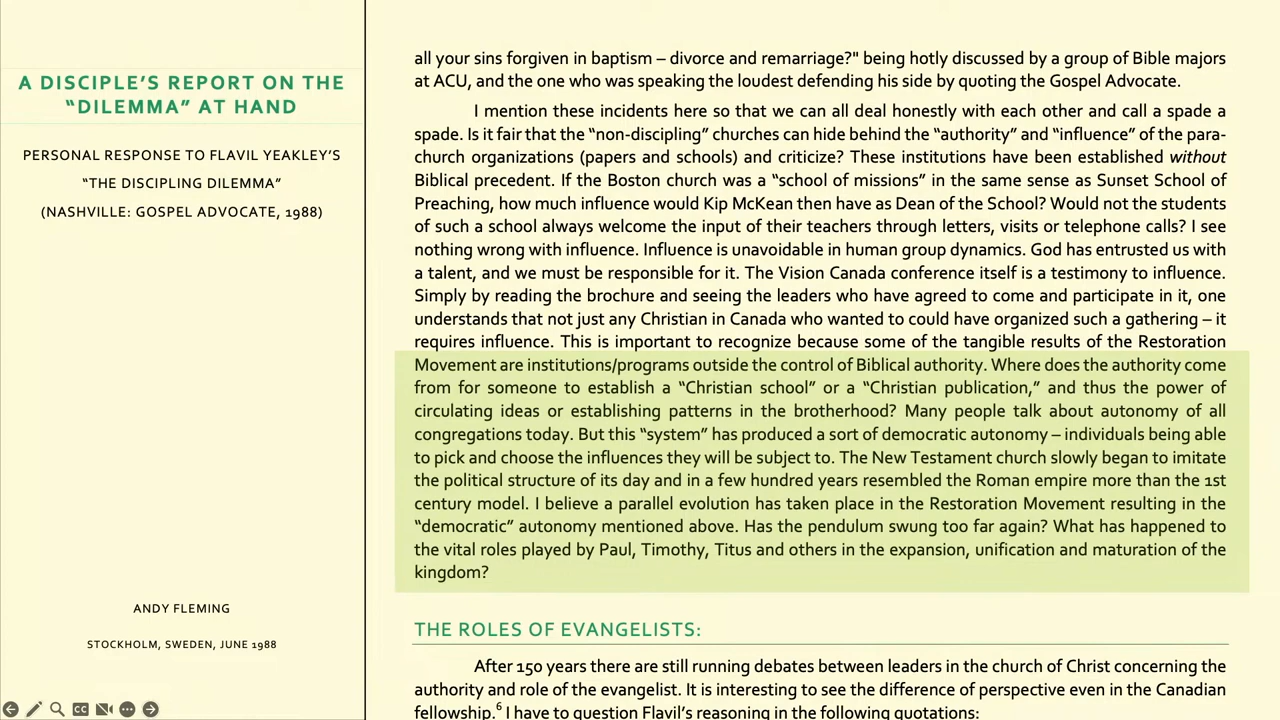 A DISCIPLE'S REPORT ON THE
“DILEMMA” AT HAND
PERSONAL RESPONSE TO FLAVIL YEAKLEY'S
“THE DISCIPLING DILEMMA”
(NASHVILLE: GOSPEL ADVOCATE, 1988)
ANDY FLEMING
STOCKHOLM, SWEDEN, JUNE 1988
all your sins forgiven in baptism – divorce and remarriage?" being hotly discussed by a group of Bible majors
at ACU, and the one who was speaking the loudest defending his side by quoting the Gospel Advocate.
I mention these incidents here so that we can all deal honestly with each other and call a spade a
spade. Is it fair that the “non-discipling” churches can hide behind the “authority” and “influence” of the para-
church organizations (papers and schools) and criticize? These institutions have been established without
Biblical precedent. If the Boston church was a “school of missions” in the same sense as Sunset School of
Preaching, how much influence would Kip McKean then have as Dean of the School? Would not the students
of such a school always welcome the input of their teachers through letters, visits or telephone calls? I see
nothing wrong with influence. Influence is unavoidable in human group dynamics. God has entrusted us with
a talent, and we must be responsible for it. The Vision Canada conference itself is a testimony to influence.
Simply by reading the brochure and seeing the leaders who have agreed to come and participate in it, one
understands that not just any Christian in Canada who wanted to could have organized such a gathering – it
requires influence. This is important to recognize because some of the tangible results of the Restoration
Movement are institutions/programs outside the control of Biblical authority. Where does the authority come
from for someone to establish a “Christian school” or a “Christian publication,” and thus the power of
circulating ideas or establishing patterns in the brotherhood? Many people talk about autonomy of all
congregations today. But this “system” has produced a sort of democratic autonomy – individuals being able
to pick and choose the influences they will be subject to. The New Testament church slowly began to imitate
the political structure of its day and in a few hundred years resembled the Roman empire more than the 1st
century model. I believe a parallel evolution has taken place in the Restoration Movement resulting in the
“democratic” autonomy mentioned above. Has the pendulum swung too far again? What has happened to
the vital roles played by Paul, Timothy, Titus and others in the expansion, unification and maturation of the
kingdom?
THE ROLES OF EVANGELISTS:
After 150 years there are still running debates between leaders in the church of Christ concerning the
authority and role of the evangelist. It is interesting to see the difference of perspective even in the Canadian
fellowship.6 I have to question Flavil's reasoning in the following quotations:
CC